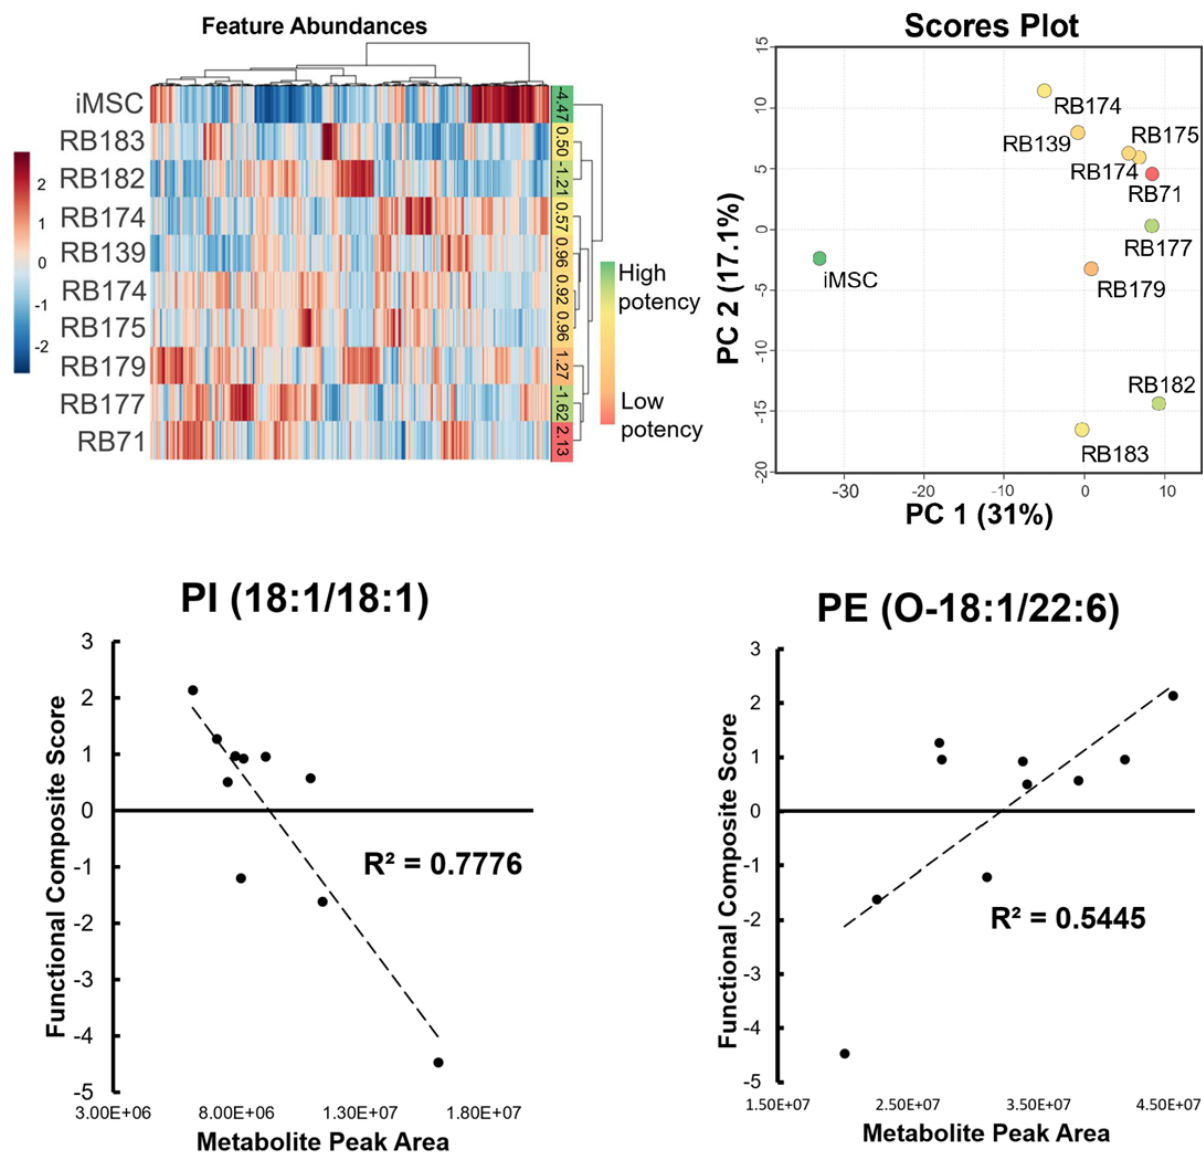 Feature Abundances
iMSC
RB183
RB182
RB174
RB139
RB174
RB175
RB179
RB177
RB71
2
1
0
-1
-2
-4.47
0.50
-1.21
0.57
0.96
0.92
0.96
1.27
-1.62
2.13
High
potency
Low
potency
Scores Plot
PC 2 (17.1%)
15
10
5
0
-5
-10
-15
-20
RB174
RB139
RB175
RB174
RB71
RB177
iMSC
RB179
RB182
RB183
-30
-20
-10
0
10
PC 1 (31%)
PI (18:1/18:1)
Functional Composite Score
3
2
1
0
-1
-2
-3
-4
-5
R² = 0.7776
3.00E+06
8.00E+06
1.30E+07
1.80E+07
Metabolite Peak Area
PE (O-18:1/22:6)
Functional Composite Score
3
2
1
0
-1
-2
-3
-4
-5
R² = 0.5445
1.50E+07
2.50E+07
3.50E+07
4.50E+07
Metabolite Peak Area